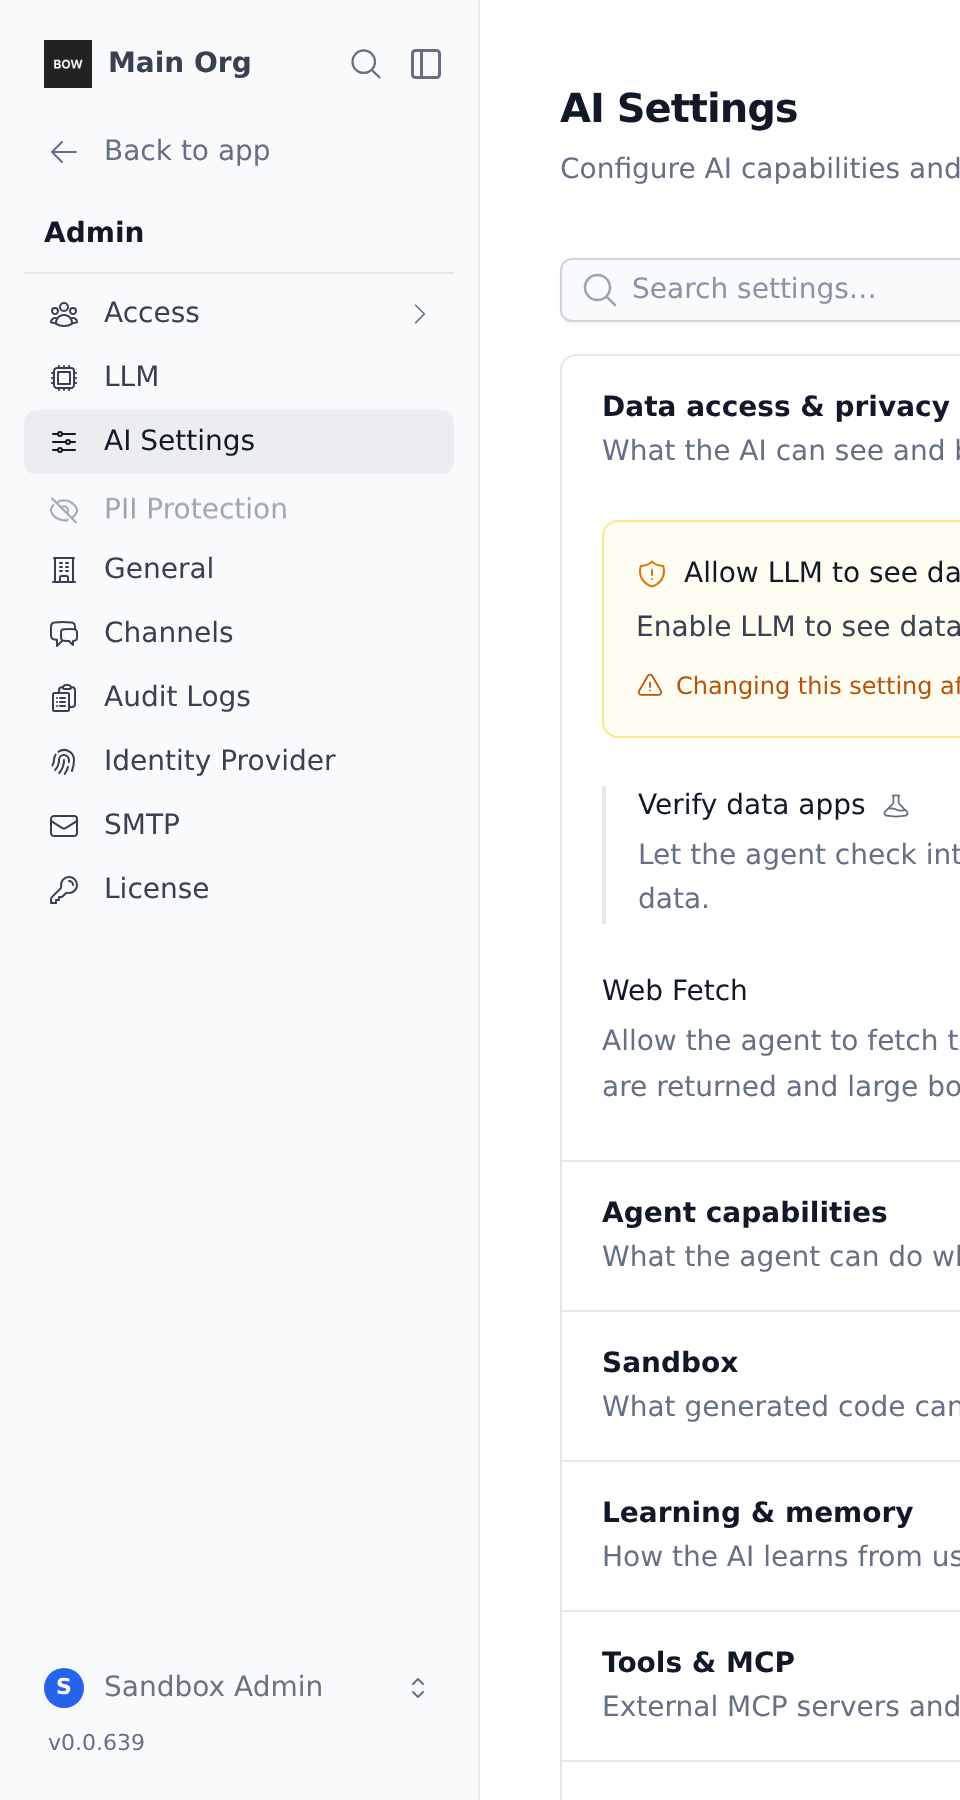 BOW
Main Org
Back to app
Admin
Access
LLM
AI Settings
PII Protection
General
Channels
Audit Logs
Identity Provider
SMTP
License
S
Sandbox Admin
v0.0.639
AI Settings
Configure AI capabilities and
Search settings...
Data access & privacy
What the AI can see and
Allow LLM to see da
Enable LLM to see data
Changing this setting af
Verify data apps
Let the agent check int
data.
Web Fetch
Allow the agent to fetch t
are returned and large bo
Agent capabilities
What the agent can do wh
Sandbox
What generated code can
Learning & memory
How the AI learns from us
Tools & MCP
External MCP servers and